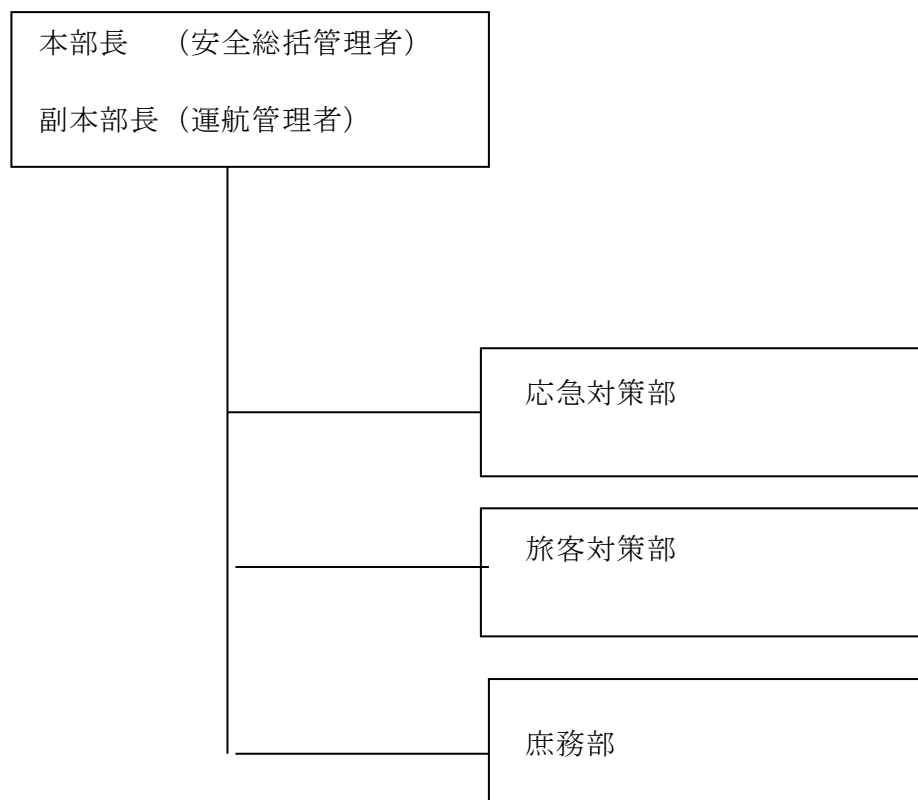 本部長　（安全総括管理者）
副本部長（運航管理者）
応急対策部
旅客対策部
庶務部